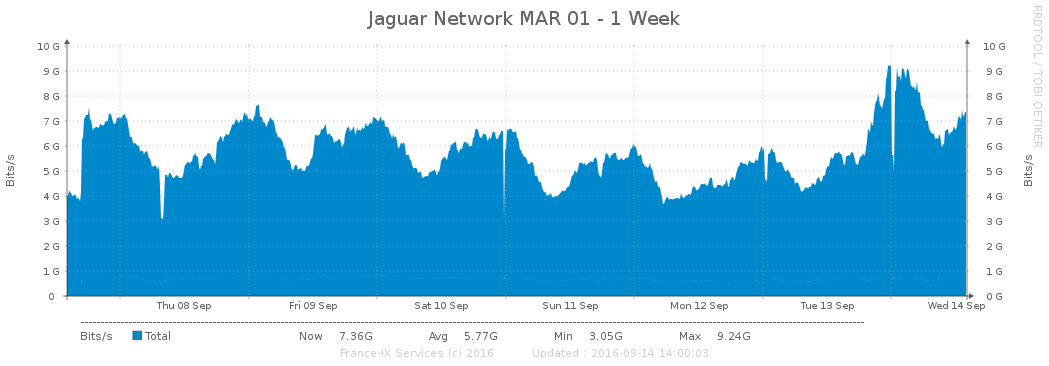 Jaguar Network MAR 01 - 1 Week
RRDTOOL / TOBI OETIKER
10 G 10 G
9 G 9 G
8 G 8 G
7 G 7 G
6 G 6 G
5 G 5 G
4 G 4 G
3 G 3 G
2 G 2 G
1 G 1 G
0 0 G
Bits/s
Bits/s
Thu 08 Sep Fri 09 Sep Sat 10 Sep Sun 11 Sep Mon 12 Sep Tue 13 Sep Wed 14 Sep
Bits/s Total Now 7.36G Avg 5.77G Min 3.05G Max 9.24G
France-IX Services (c) 2016 Updated : 2016-09-14 14:00:03